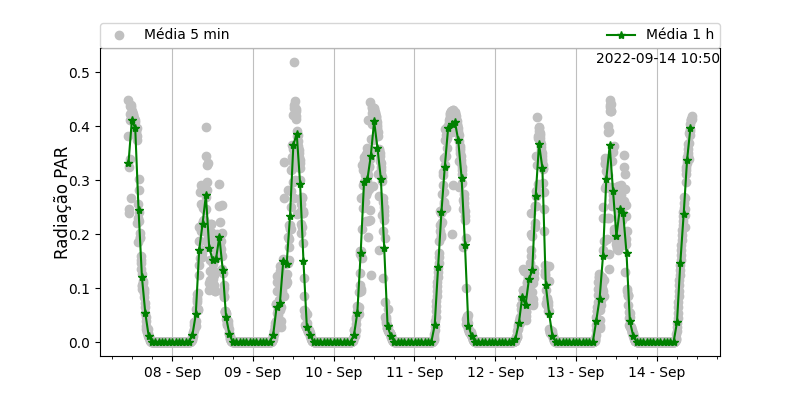 Média 5 min
Média 1 h
2022-09-14 10:50
Radiação PAR
0.5
0.4
0.3
0.2
0.1
0.0
08 - Sep
09 - Sep
10 - Sep
11 - Sep
12 - Sep
13 - Sep
14 - Sep